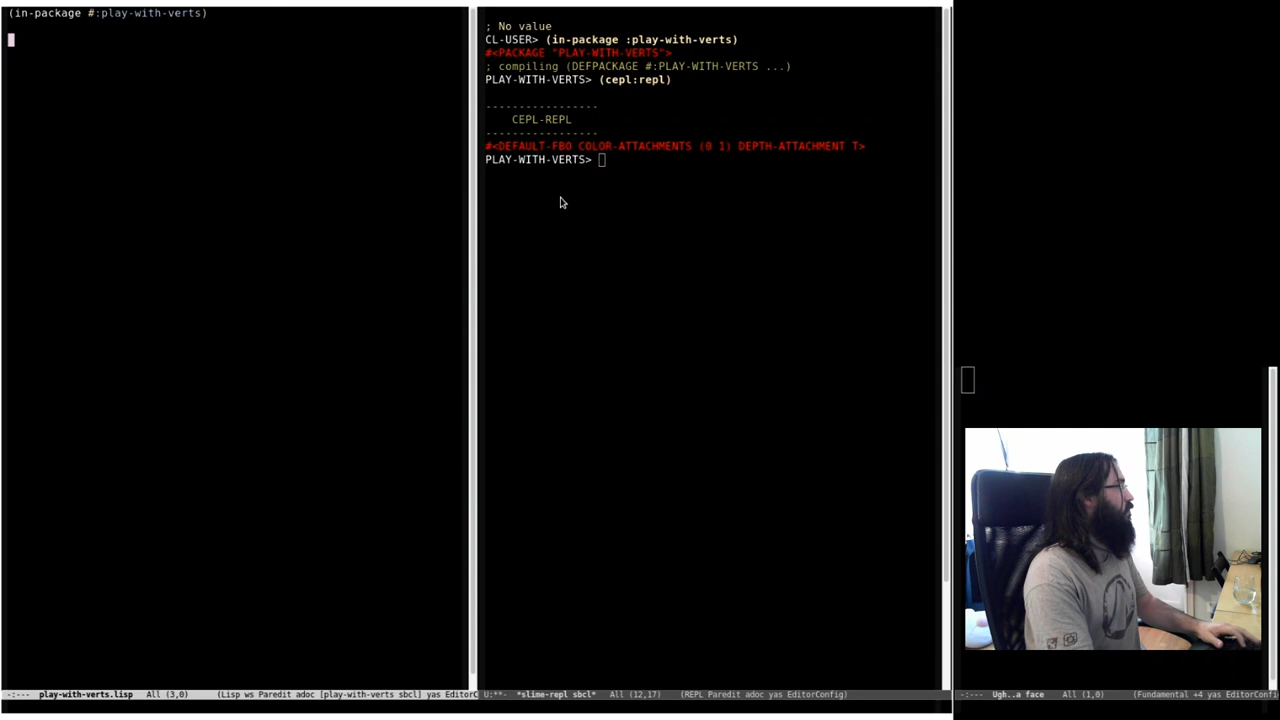 (in-package #:play-with-verts)
; No value
CL-USER> (in-package :play-with-verts)
#<PACKAGE "PLAY-WITH-VERTS">
; compiling (DEFPACKAGE #:PLAY-WITH-VERTS ...)
PLAY-WITH-VERTS> (cepl:repl)
-----------------
CEPL-REPL
-----------------
#<DEFAULT-FBO COLOR-ATTACHMENTS (0 1) DEPTH-ATTACHMENT T>
PLAY-WITH-VERTS>
-:--- play-with-verts.lisp All (3,0) (Lisp ws Paredit adoc [play-with-verts sbcl] yas EditorC
U:**- *slime-repl sbcl* All (12,17) (REPL Paredit adoc yas EditorConfig)
-:--- Ugh..a face All (1,0) (Fundamental +4 yas EditorConfi